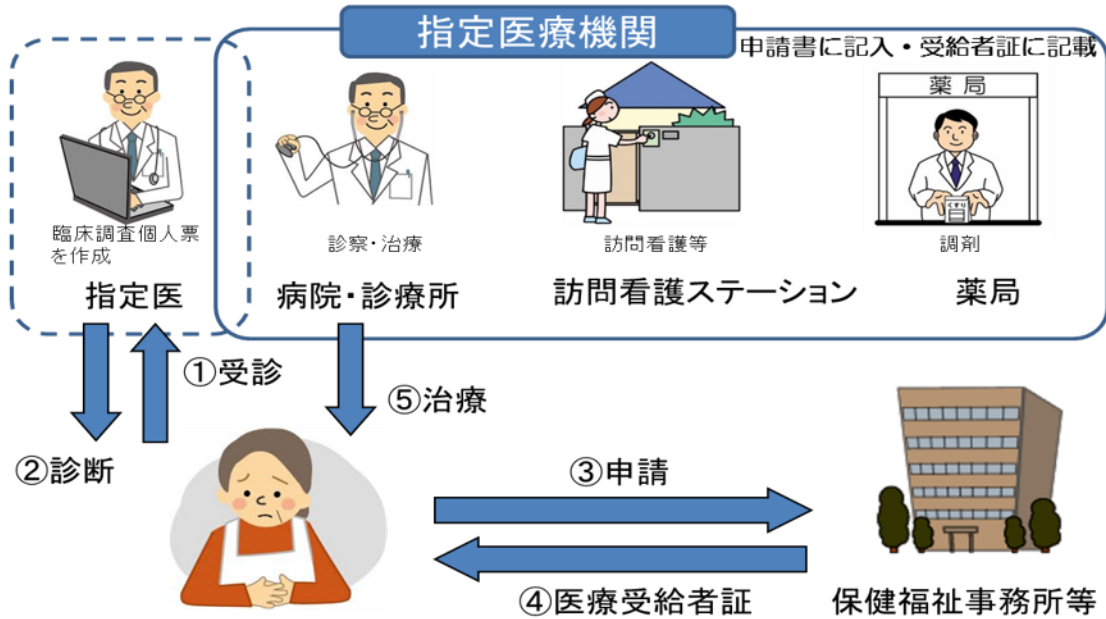 指定医療機関
申請書に記入・受給者証に記載
薬局
くすり
臨床調査個人票
を作成
診察・治療
訪問看護等
調剤
指定医
病院・診療所
訪問看護ステーション
薬局
①受診
②診断
⑤治療
③申請
④医療受給者証
保健福祉事務所等